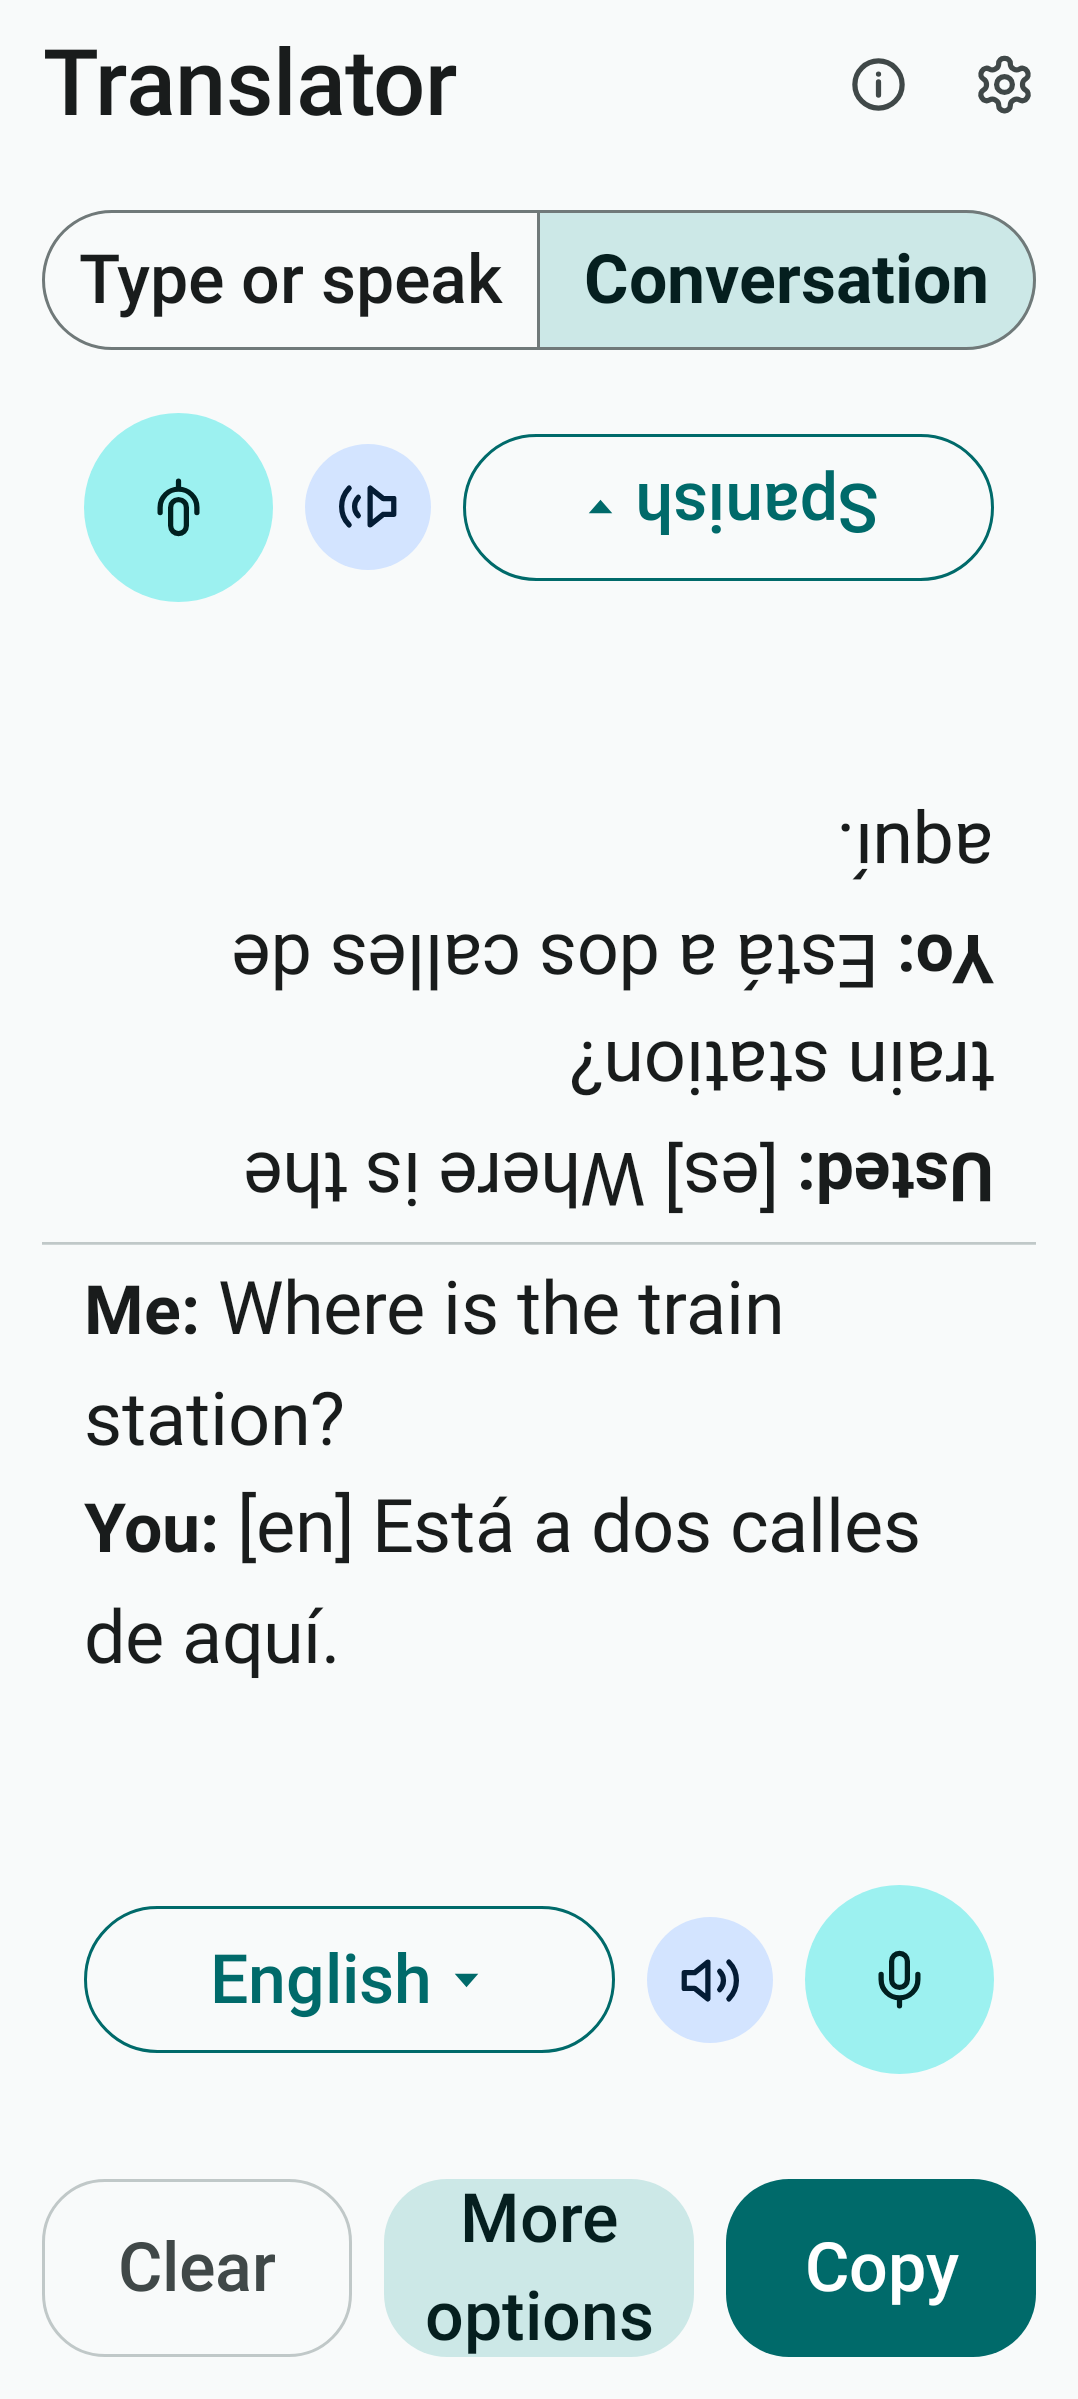 Translator
Type or speak
Conversation
Spanish
Usted: [es] Where is the
train station?
Yo: Está a dos calles de
aquí.
Me: Where is the train
station?
You: [en] Está a dos calles
de aquí.
English
Clear
More
options
Copy